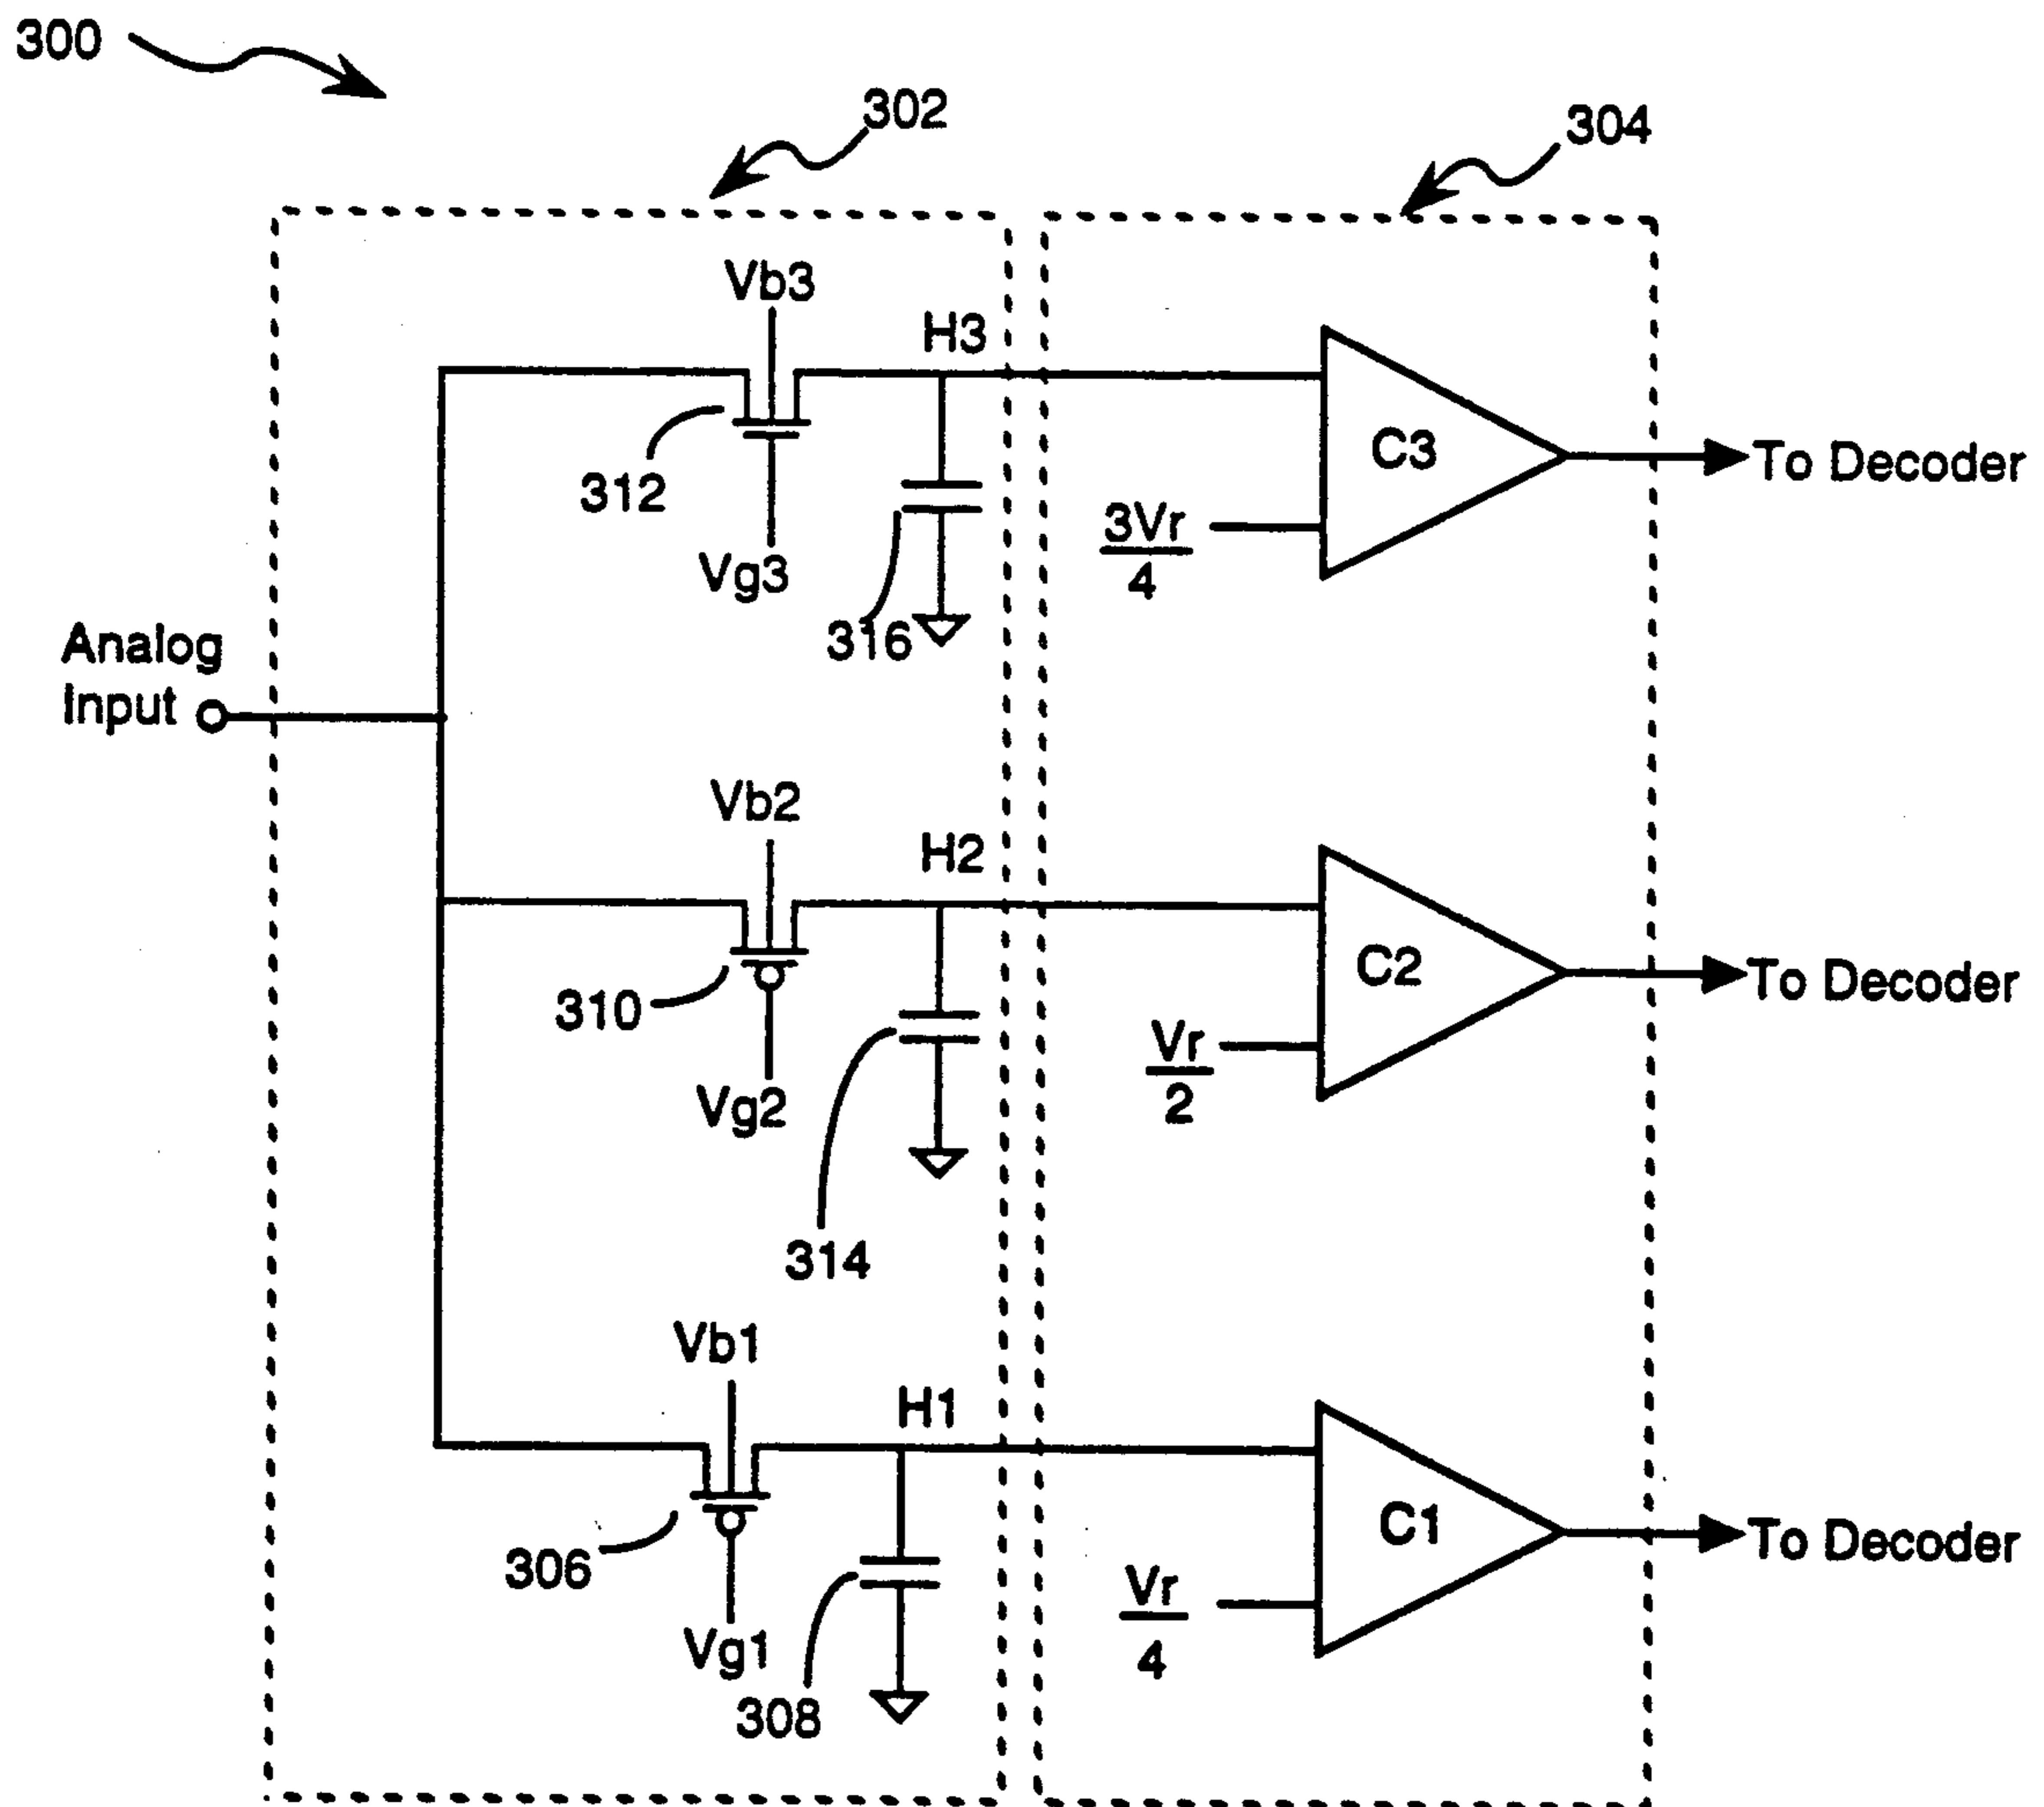 300
302
304
Vb3
H3
C3
To Decoder
312
3Vr
4
Vg3
316
Analog
Input
Vb2
H2
C2
To Decoder
310
Vr
2
Vg2
314
Vb1
H1
C1
To Decoder
306
Vr
4
Vg1
308